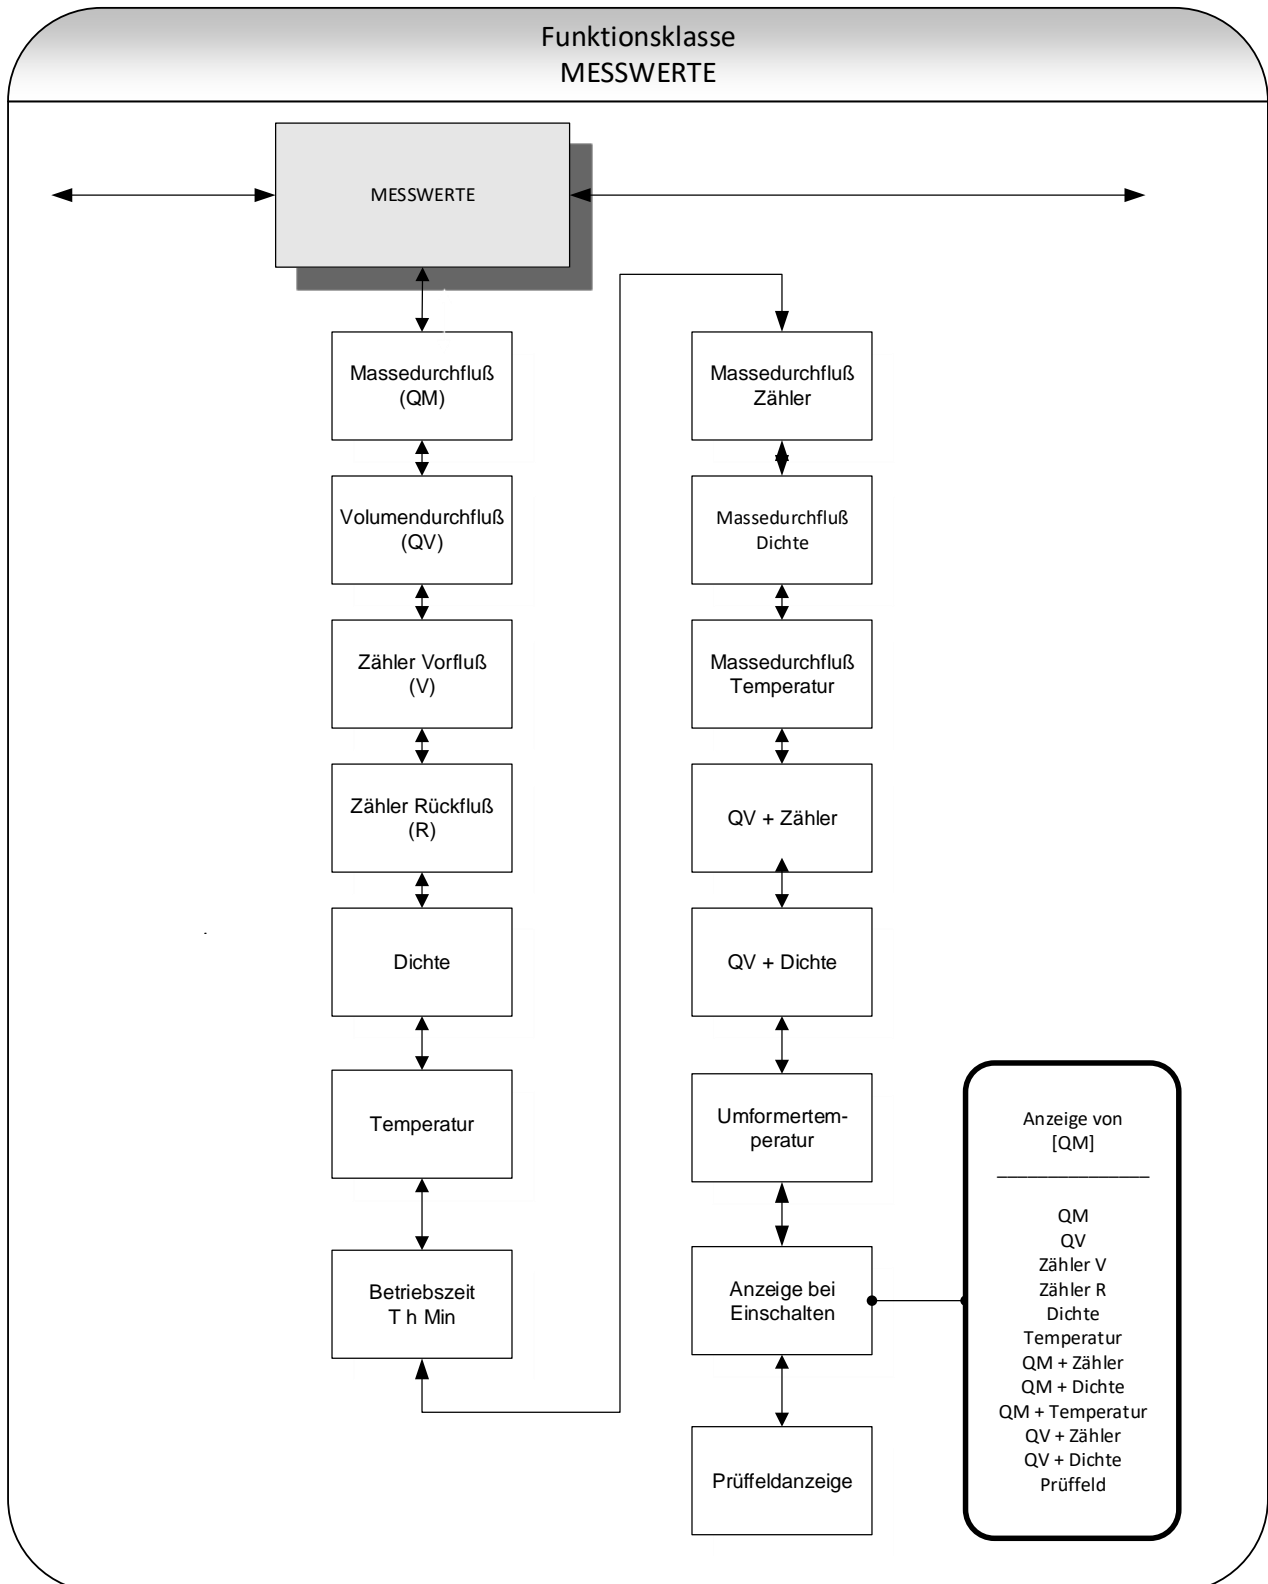 Funktionsklasse
MESSWERTE
MESSWERTE
Massedurchfluß
(QM)
Volumendurchfluß
(QV)
Zähler Vorfluß
(V)
Zähler Rückfluß
(R)
Dichte
Temperatur
Betriebszeit
T h Min
Massedurchfluß
Zähler
Massedurchfluß
Dichte
Massedurchfluß
Temperatur
QV + Zähler
QV + Dichte
Umformertem-
peratur
Anzeige bei
Einschalten
Prüffeldanzeige
Anzeige von
[QM]
QM
QV
Zähler V
Zähler R
Dichte
Temperatur
QM + Zähler
QM + Dichte
QM + Temperatur
QV + Zähler
QV + Dichte
Prüffeld